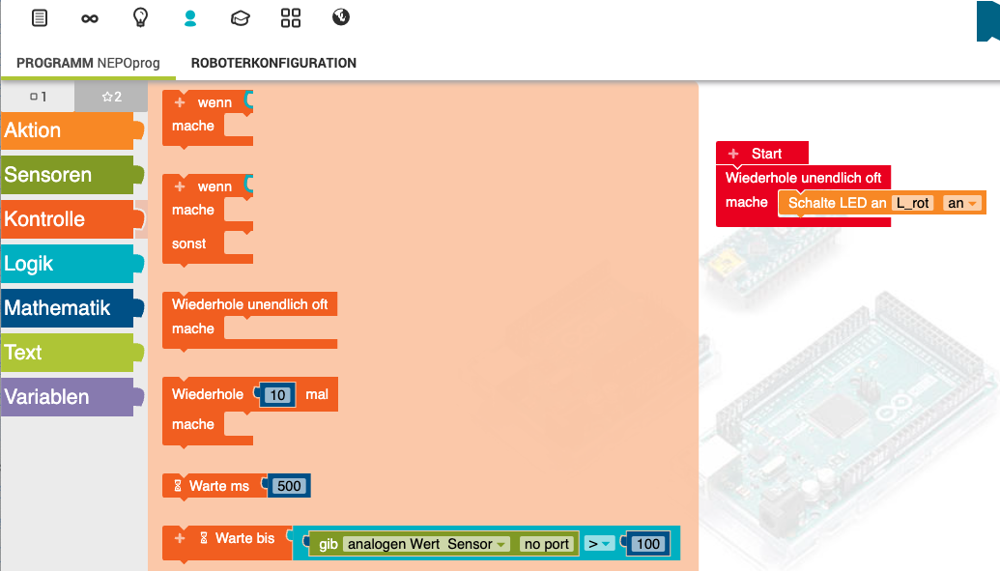 PROGRAMM NEPOprog
ROBOTERKONFIGURATION
1
2
Aktion
Sensoren
Kontrolle
Logik
Mathematik
Text
Variablen
+ wenn
mache
+ wenn
mache
sonst
Wiederhole unendlich oft
mache
Wiederhole 10 mal
mache
Warte ms 500
+ Warte bis gib analogen Wert Sensor no port > 100
+ Start
Wiederhole unendlich oft
mache Schalte LED an L_rot an